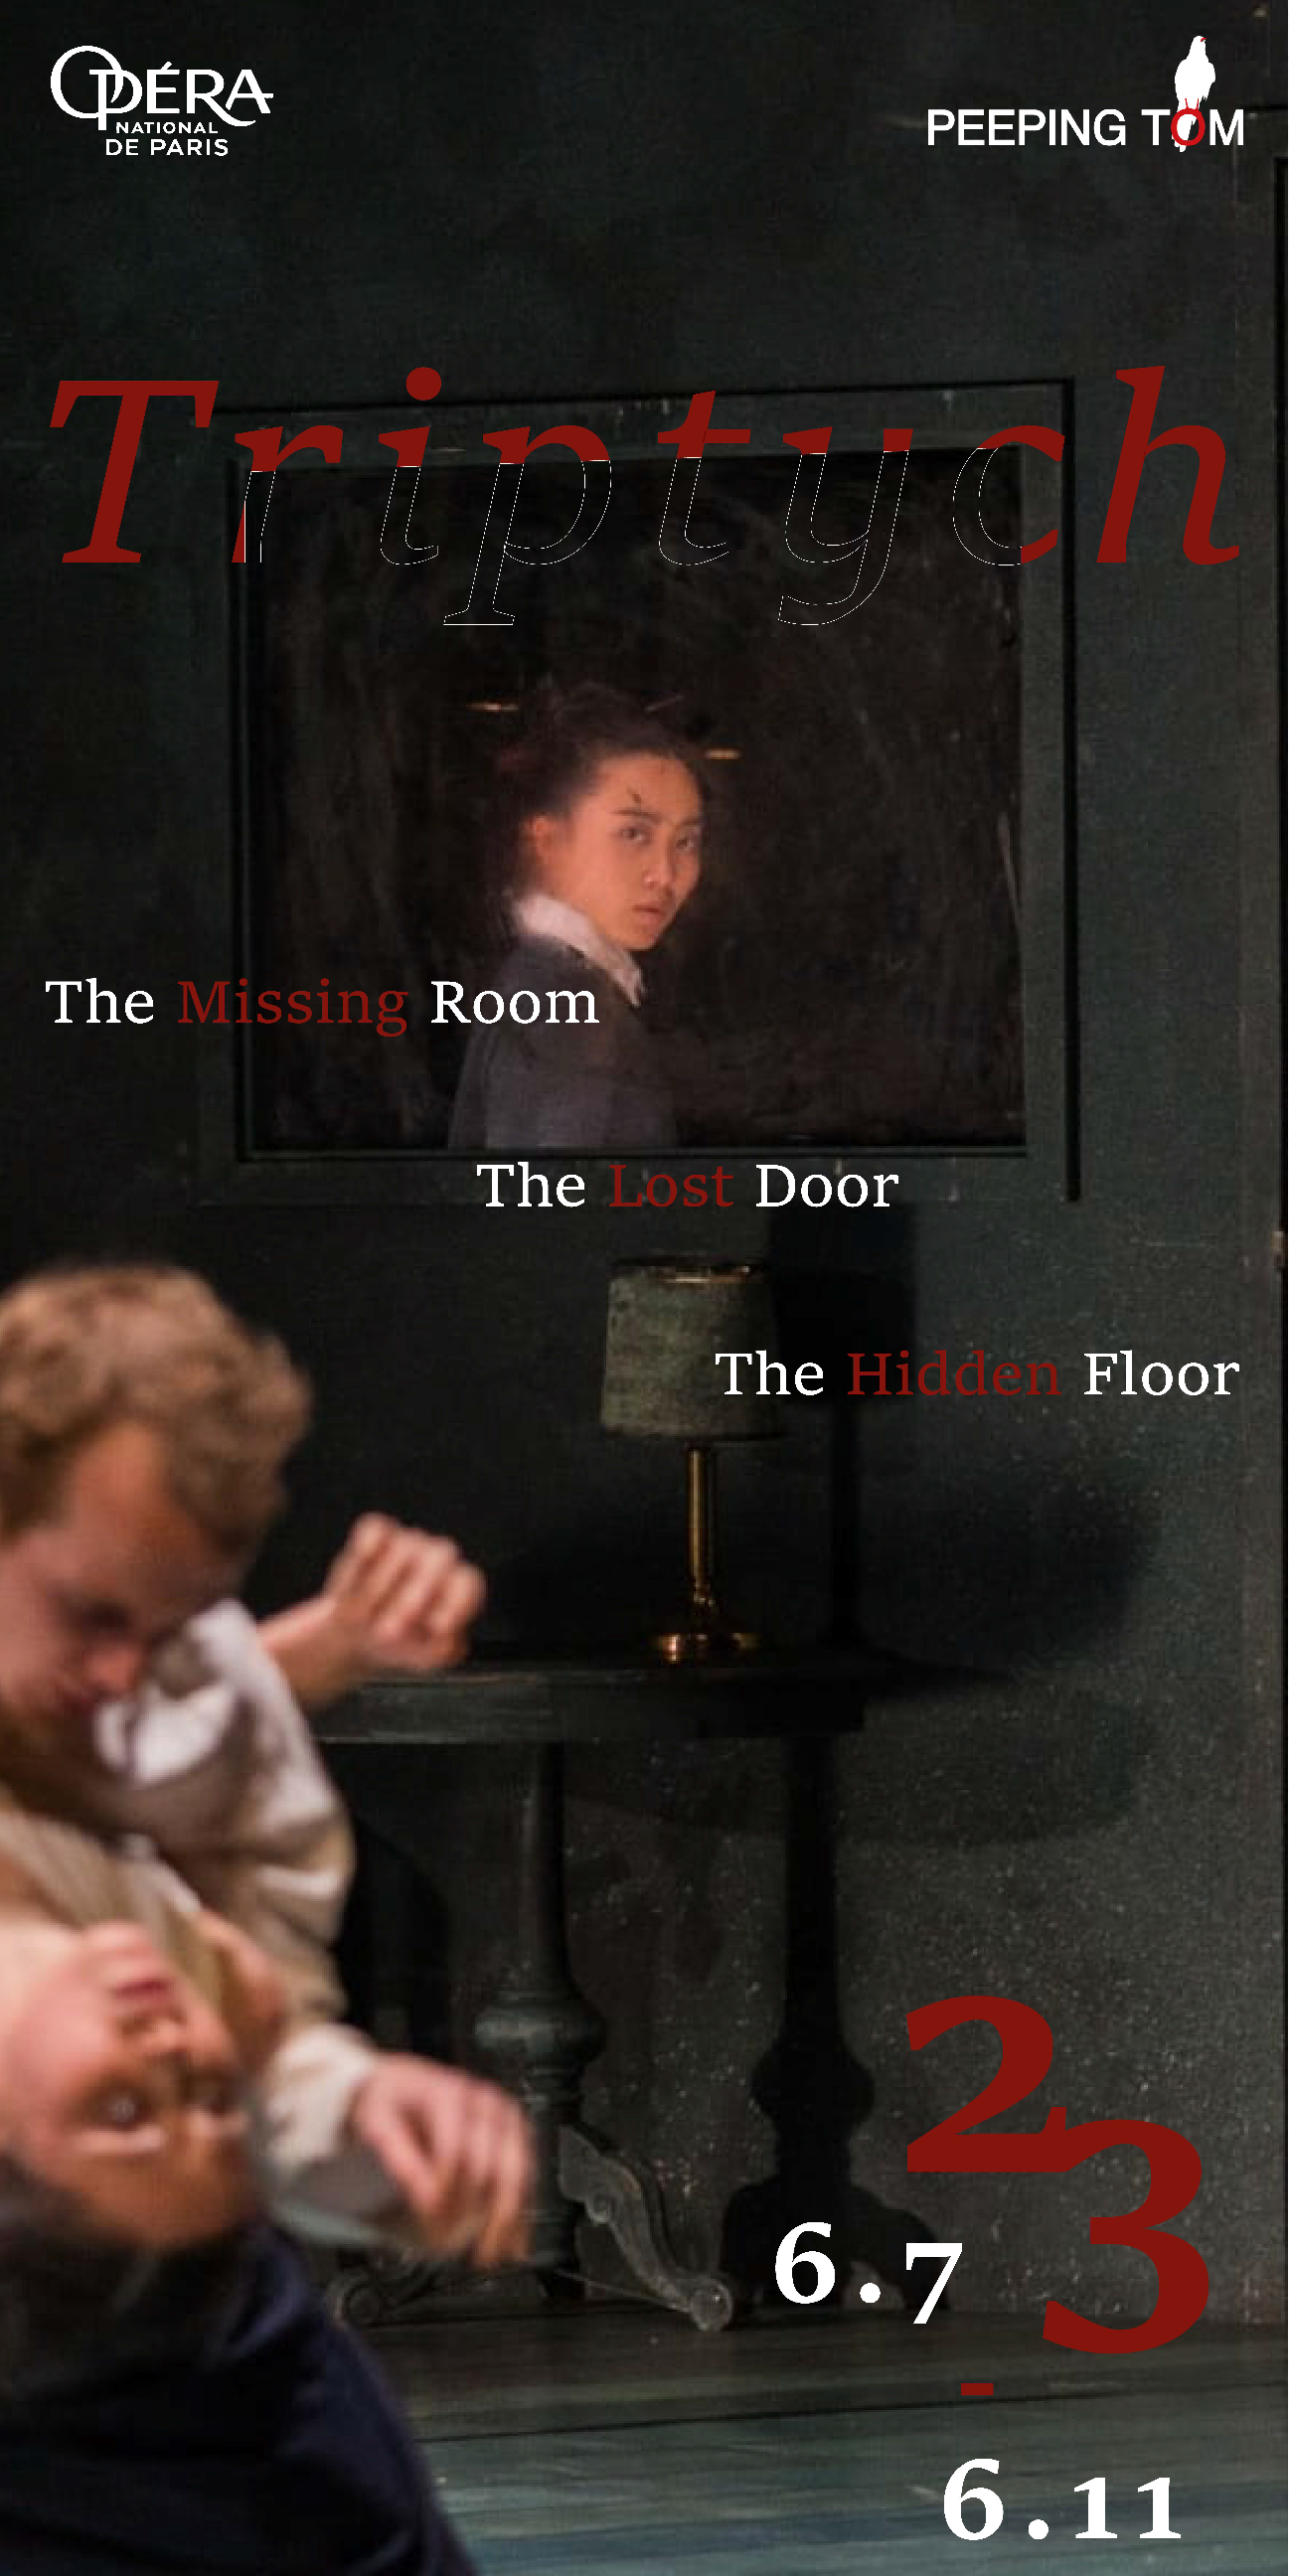 OPÉRA
NATIONAL
DE PARIS
PEEPING TOM
Triptych
The Missing Room
The Lost Door
The Hidden Floor
23
6.7
-
6.11